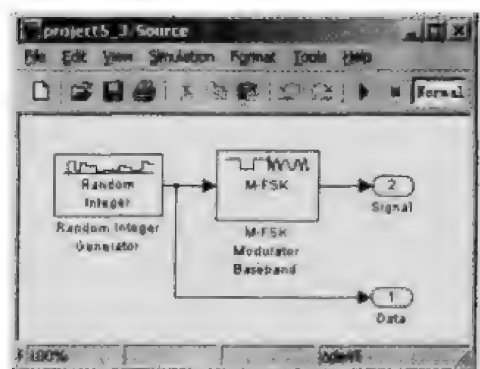 project5_3/Source
File Edit View Simulation Format Tools Help
Normal
Random
Integer
M-FSK
2
Signal
Random Integer
Generator
M-FSK
Modulator
Baseband
1
Data
100%
ode45